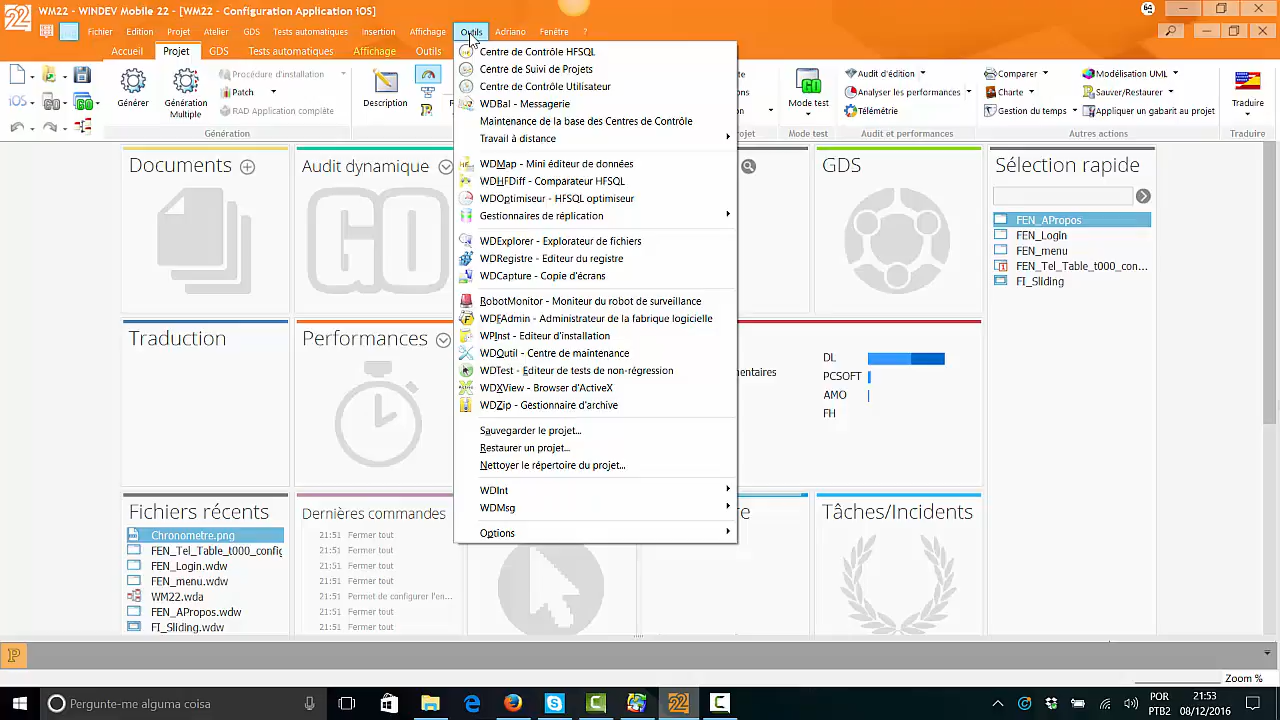 WM22 - WINDEV Mobile 22 - [WM22 - Configuration Application iOS]
64
Fichier Edition Projet Atelier GDS Tests automatiques Insertion Affichage Outils Adriano Fenêtre ?
Accueil Projet GDS Tests automatiques Affichage Outils
iOS
Générer
Génération Multiple
Procédure d'installation
Patch
RAD Application complète
Description
Génération
Mode test
Mode test
Audit d'édition
Analyser les performances
Télémétrie
Audit et performances
Comparer
Charte
Gestion du temps
Modélisation UML
Sauver/Restaurer
Appliquer un gabarit au projet
Autres actions
Traduire
Traduire
Centre de Contrôle HFSQL
Centre de Suivi de Projets
Centre de Contrôle Utilisateur
WDBal - Messagerie
Maintenance de la base des Centres de Contrôle
Travail à distance
WDMap - Mini éditeur de données
WDHFDiff - Comparateur HFSQL
WDOptimiseur - HFSQL optimiseur
Gestionnaires de réplication
WDExplorer - Explorateur de fichiers
WDRegistre - Editeur du registre
WDCapture - Copie d'écrans
RobotMonitor - Moniteur du robot de surveillance
WDFAdmin - Administrateur de la fabrique logicielle
WPInst - Editeur d'installation
WDOutil - Centre de maintenance
WDTest - Editeur de tests de non-régression
WDXView - Browser d'ActiveX
WDZip - Gestionnaire d'archive
Sauvegarder le projet...
Restaurer un projet...
Nettoyer le répertoire du projet...
WDInt
WDMsg
Options
Documents
Audit dynamique
GO
GDS
Sélection rapide
FEN_APropos
FEN_Login
FEN_menu
FEN_Tel_Table_t000_con...
FI_Sliding
Traduction
Performances
DL
PCSOFT
AMO
FH
Fichiers récents
Chronometre.png
FEN_Tel_Table_t000_config
FEN_Login.wdw
FEN_menu.wdw
WM22.wda
FEN_APropos.wdw
FI_Sliding.wdw
Dernières commandes
21:51 Fermer tout
21:51 Fermer tout
21:51 Fermer tout
21:51 Fermer tout
21:51 Permet de configurer l'en...
21:51 Fermer tout
21:51 Fermer tout
Tâches/Incidents
Zoom %
Pergunte-me alguma coisa
POR
PTB2
21:53
08/12/2016